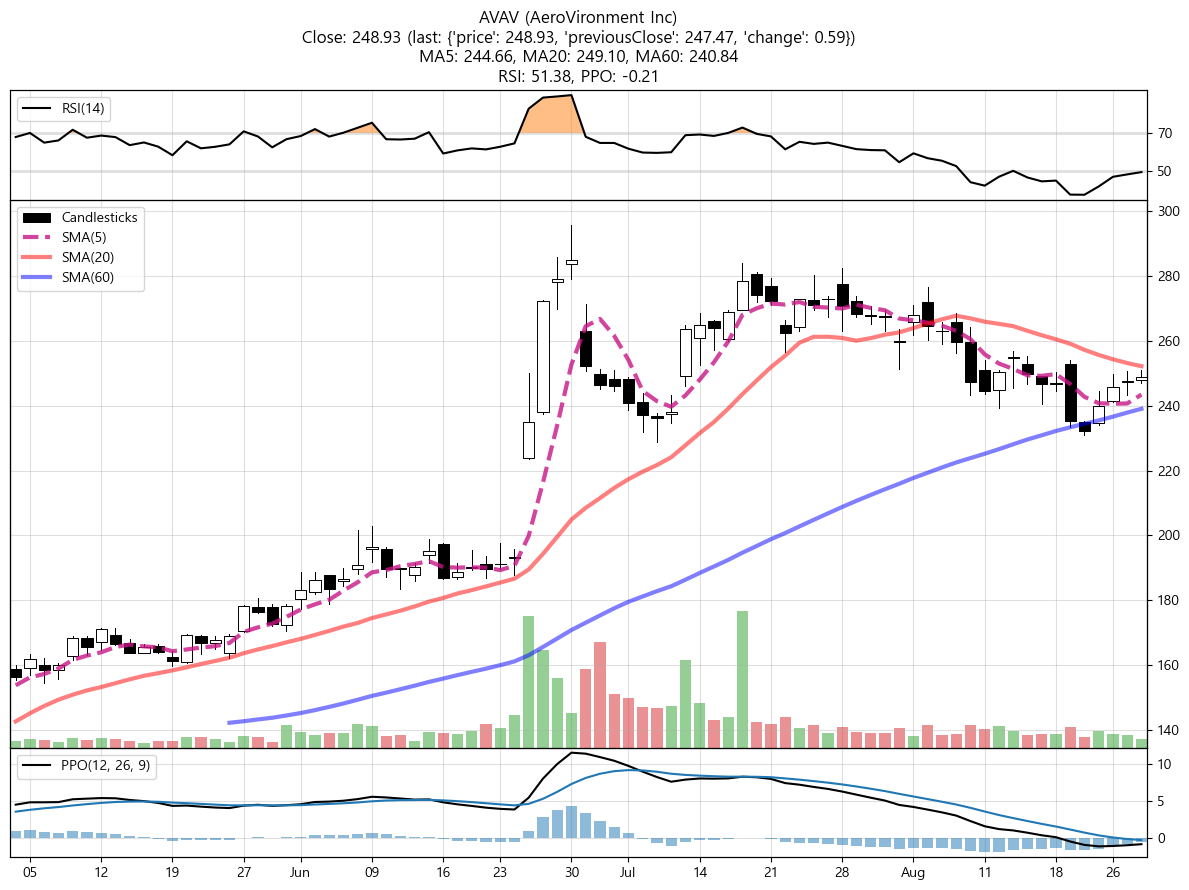 AVAV (AeroVironment Inc)
Close: 248.93 (last: {'price': 248.93, 'previousClose': 247.47, 'change': 0.59})
MA5: 244.66, MA20: 249.10, MA60: 240.84
RSI: 51.38, PPO: -0.21
RSI(14)
70
50
Candlesticks
SMA(5)
SMA(20)
SMA(60)
300
280
260
240
220
200
180
160
140
PPO(12, 26, 9)
10
5
0
05 12 19 27 Jun 09 16 23 30 Jul 14 21 28 Aug 11 18 26